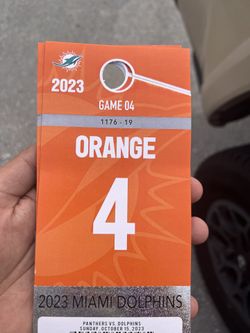 2023
GAME 04
1176 - 19
ORANGE
4
2023 MIAMI DOLPHINS
PANTHERS VS. DOLPHINS
SUNDAY, OCTOBER 15, 2023